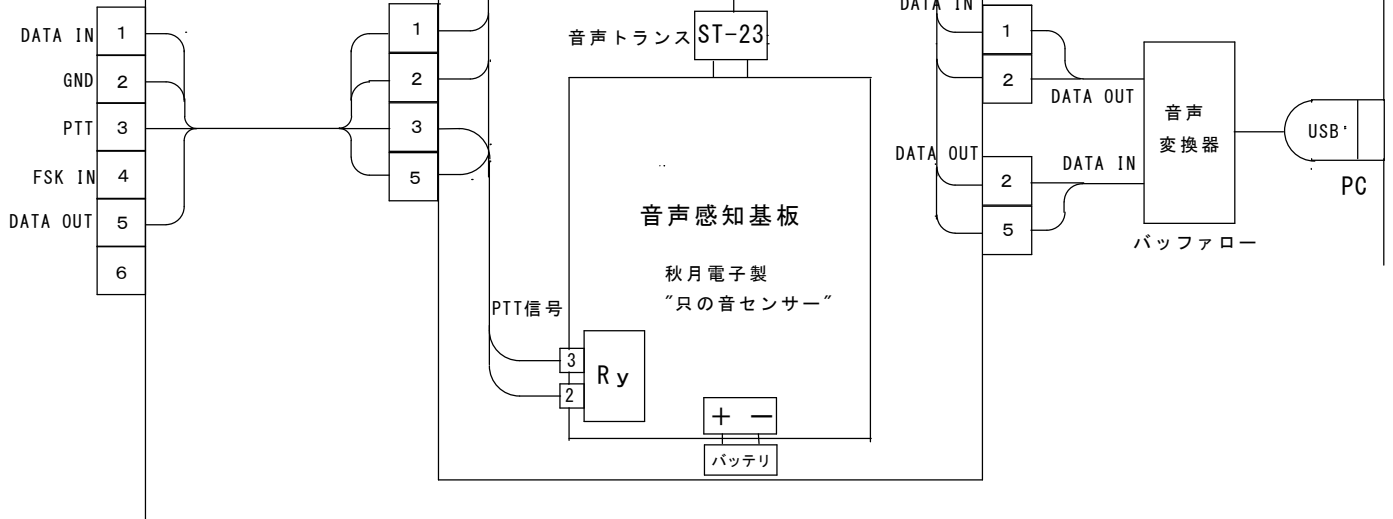 DATA IN
1
GND
2
PTT
3
FSK IN
4
DATA OUT
5
6
1
2
3
5
音声トランス
ST-23
音声感知基板
秋月電子製
"只の音センサー"
PTT信号
3
2
Ry
+ −
バッテリ
DATA IN
1
2
DATA OUT
DATA OUT
2
5
DATA IN
音声
変換器
バッファロー
USB
PC